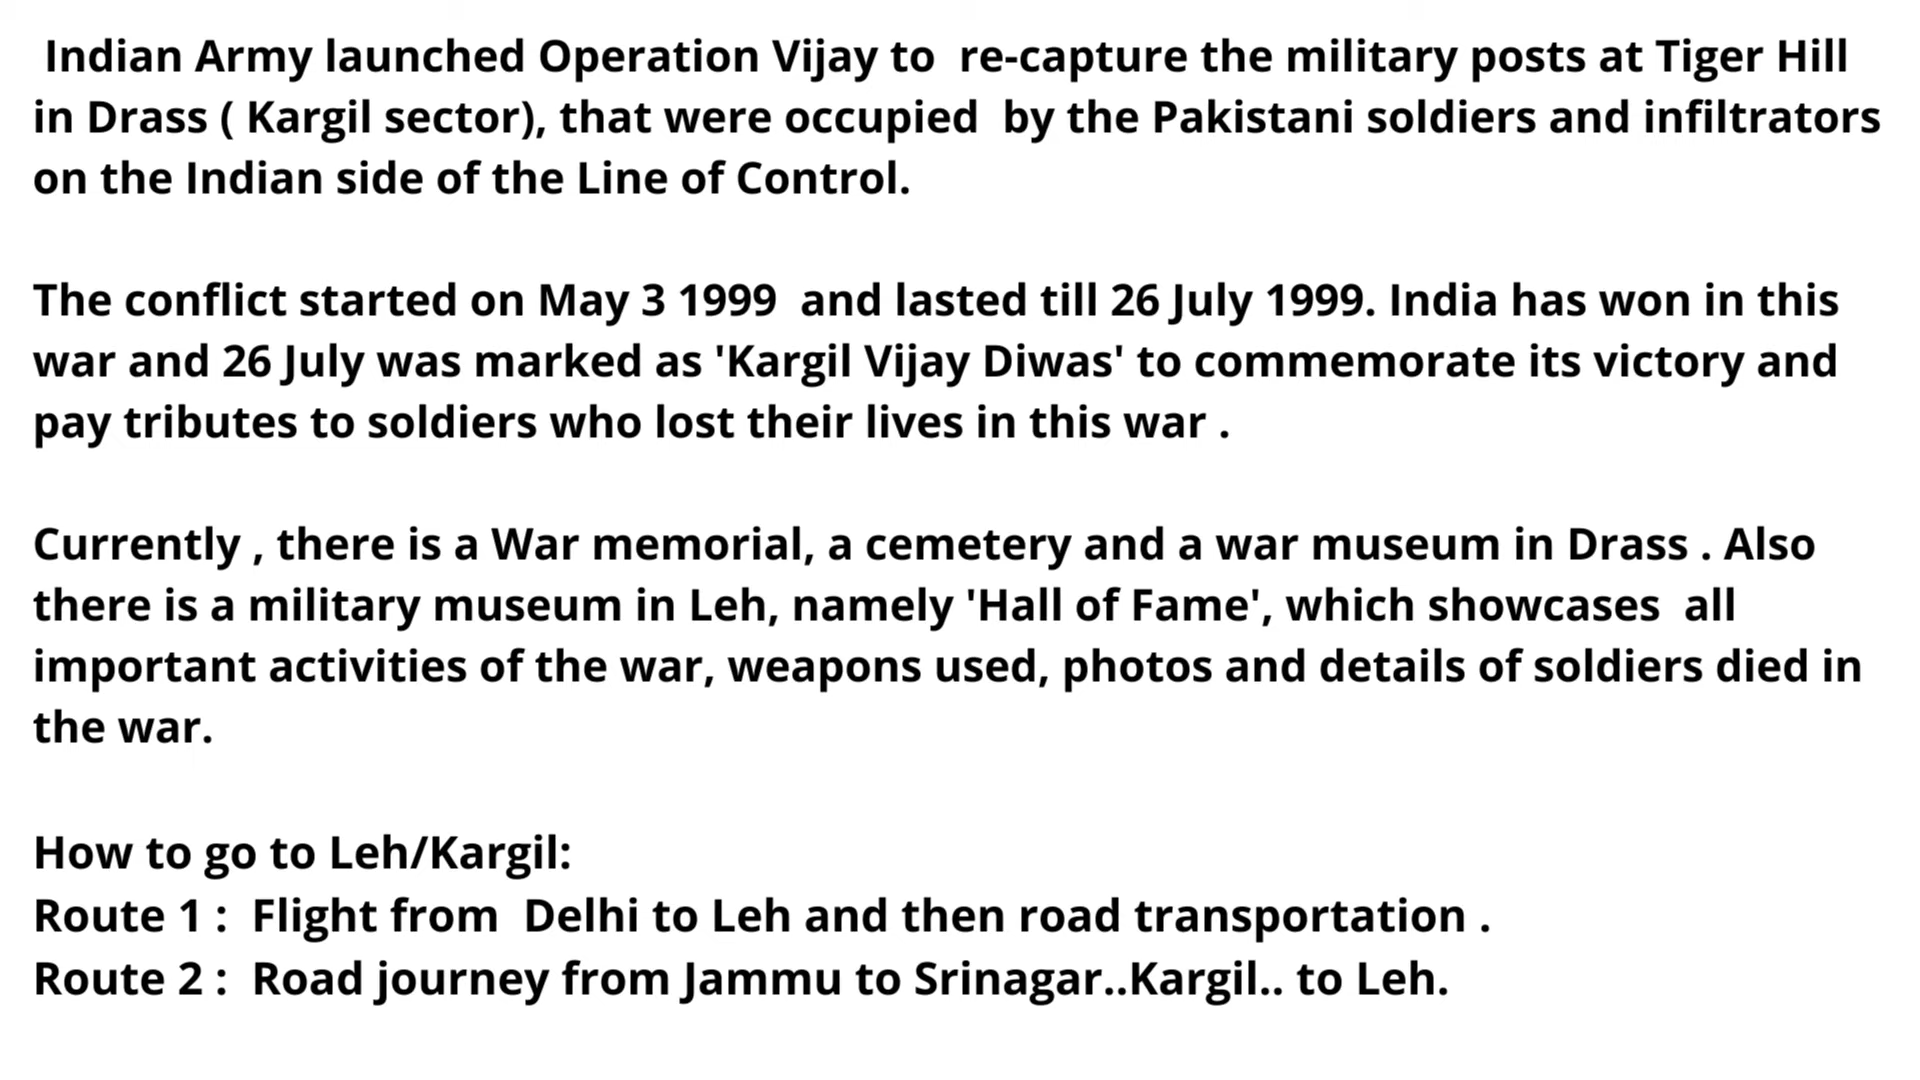 Indian Army launched Operation Vijay to  re-capture the military posts at Tiger Hill
in Drass ( Kargil sector), that were occupied  by the Pakistani soldiers and infiltrators
on the Indian side of the Line of Control.
The conflict started on May 3 1999  and lasted till 26 July 1999. India has won in this
war and 26 July was marked as 'Kargil Vijay Diwas' to commemorate its victory and
pay tributes to soldiers who lost their lives in this war .
Currently , there is a War memorial, a cemetery and a war museum in Drass . Also
there is a military museum in Leh, namely 'Hall of Fame', which showcases  all
important activities of the war, weapons used, photos and details of soldiers died in
the war.
How to go to Leh/Kargil:
Route 1 :  Flight from  Delhi to Leh and then road transportation .
Route 2 :  Road journey from Jammu to Srinagar..Kargil.. to Leh.